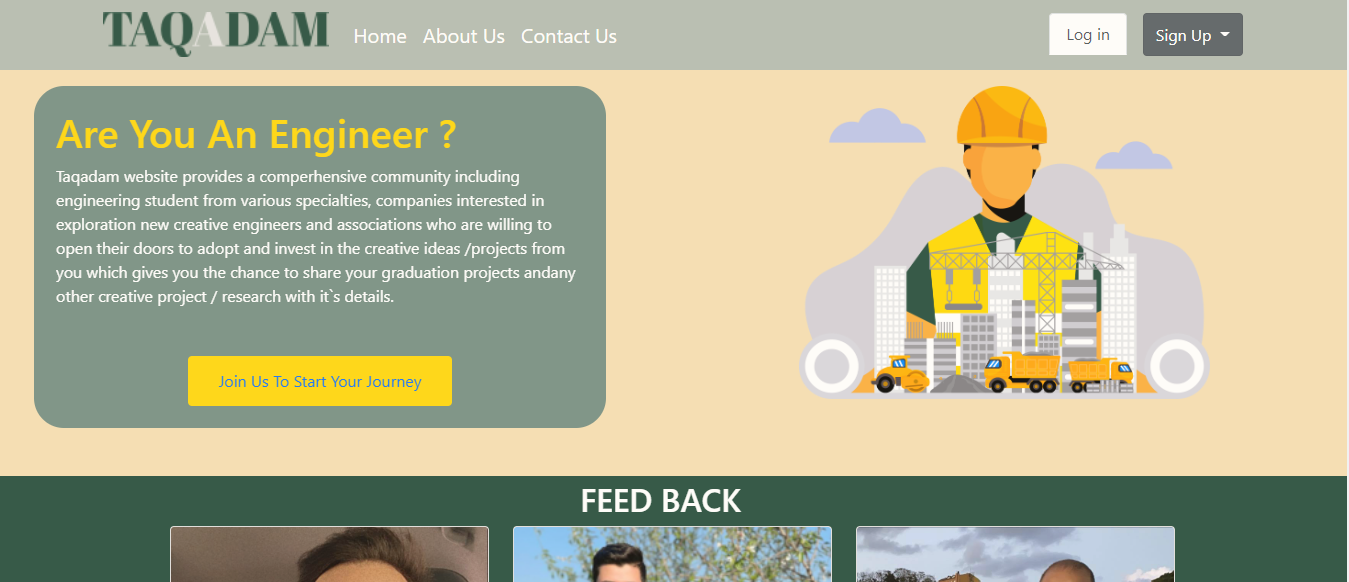 TAQADAM
Home About Us Contact Us
Log in
Sign Up
Are You An Engineer ?
Taqadam website provides a comperhensive community including
engineering student from various specialties, companies interested in
exploration new creative engineers and associations who are willing to
open their doors to adopt and invest in the creative ideas /projects from
you which gives you the chance to share your graduation projects andany
other creative project / research with it`s details.
Join Us To Start Your Journey
FEED BACK